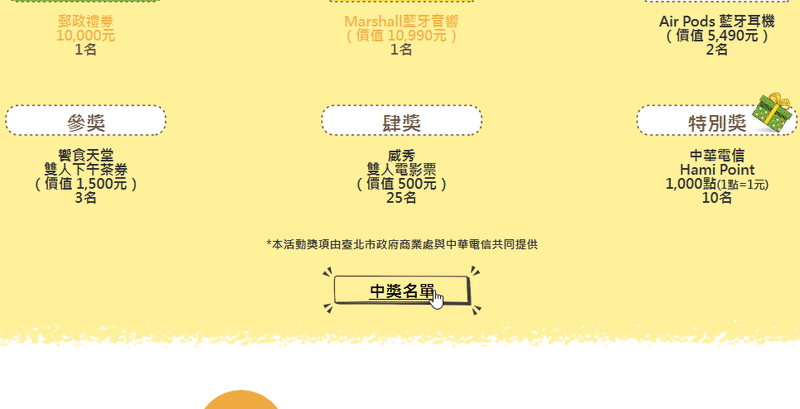 郵政禮券
10,000元
1名
Marshall藍牙音響
(價值 10,990元)
1名
Air Pods 藍牙耳機
(價值 5,490元)
2名
參獎
饗食天堂
雙人下午茶券
(價值 1,500元)
3名
肆獎
威秀
雙人電影票
(價值 500元)
25名
特別獎
中華電信
Hami Point
1,000點(1點=1元)
10名
*本活動獎項由臺北市政府商業處與中華電信共同提供
中獎名單